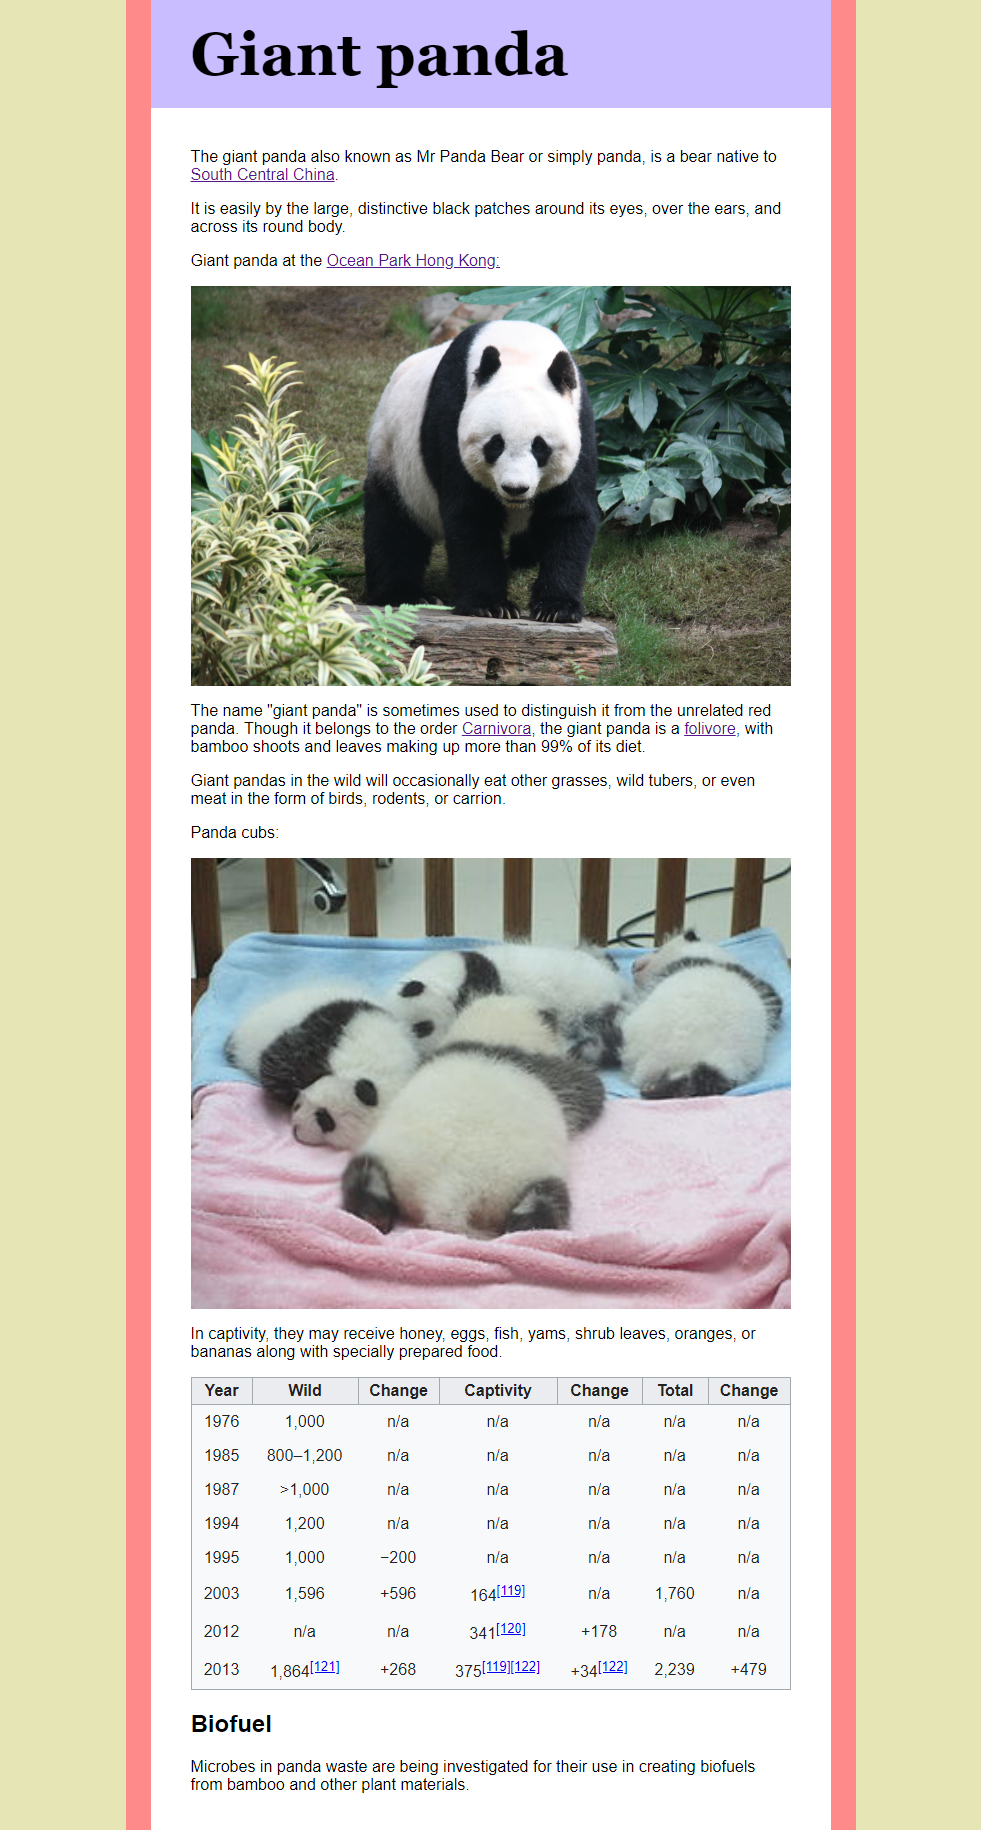 Giant panda
The giant panda also known as Mr Panda Bear or simply panda, is a bear native to
South Central China.
It is easily by the large, distinctive black patches around its eyes, over the ears, and
across its round body.
Giant panda at the Ocean Park Hong Kong:
The name "giant panda" is sometimes used to distinguish it from the unrelated red
panda. Though it belongs to the order Carnivora, the giant panda is a folivore, with
bamboo shoots and leaves making up more than 99% of its diet.
Giant pandas in the wild will occasionally eat other grasses, wild tubers, or even
meat in the form of birds, rodents, or carrion.
Panda cubs:
In captivity, they may receive honey, eggs, fish, yams, shrub leaves, oranges, or
bananas along with specially prepared food.
Year Wild Change Captivity Change Total Change
1976 1,000 n/a n/a n/a n/a n/a
1985 800–1,200 n/a n/a n/a n/a n/a
1987 >1,000 n/a n/a n/a n/a n/a
1994 1,200 n/a n/a n/a n/a n/a
1995 1,000 −200 n/a n/a n/a n/a
2003 1,596 +596 164[119] n/a 1,760 n/a
2012 n/a n/a 341[120] +178 n/a n/a
2013 1,864[121] +268 375[119][122] +34[122] 2,239 +479
Biofuel
Microbes in panda waste are being investigated for their use in creating biofuels
from bamboo and other plant materials.